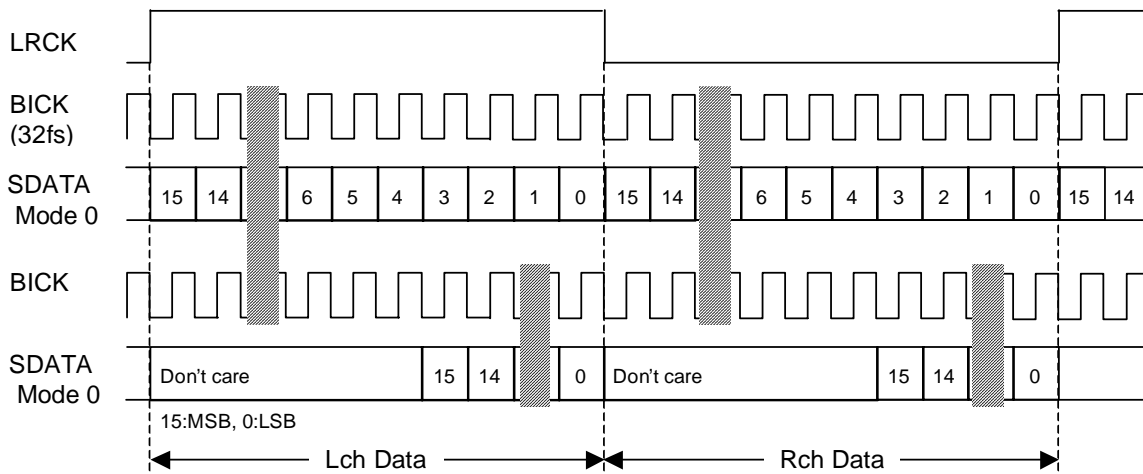 LRCK
BICK
(32fs)
SDATA
Mode 0
15 14 6 5 4 3 2 1 0 15 14 6 5 4 3 2 1 0 15 14
BICK
SDATA
Mode 0
Don't care 15 14 0 Don't care 15 14 0
15:MSB, 0:LSB
Lch Data Rch Data